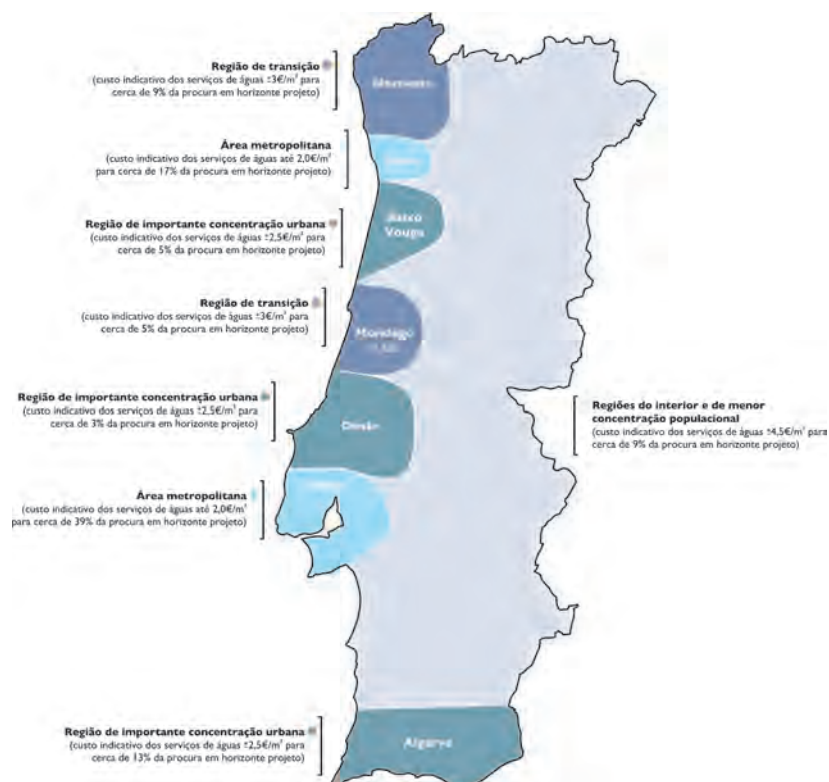 Região de transição
(custo indicativo dos serviços de águas ±3€/m³ para
cerca de 9% da procura em horizonte projeto)
Área metropolitana
(custo indicativo dos serviços de águas até 2,0€/m³
para cerca de 17% da procura em horizonte projeto)
Baixo
Vouga
Região de importante concentração urbana
(custo indicativo dos serviços de águas ±2,5€/m³ para
cerca de 5% da procura em horizonte projeto)
Região de transição
(custo indicativo dos serviços de águas ±3€/m³ para
cerca de 5% da procura em horizonte projeto)
Mondego
Região de importante concentração urbana
(custo indicativo dos serviços de águas ±2,5€/m³ para
cerca de 3% da procura em horizonte projeto)
Regiões do interior e de menor
concentração populacional
(custo indicativo dos serviços de águas ±4,5€/m³ para
cerca de 9% da procura em horizonte projeto)
Área metropolitana
(custo indicativo dos serviços de águas até 2,0€/m³
para cerca de 39% da procura em horizonte projeto)
Região de importante concentração urbana
(custo indicativo dos serviços de águas ±2,5€/m³ para
cerca de 13% da procura em horizonte projeto)
Algarve